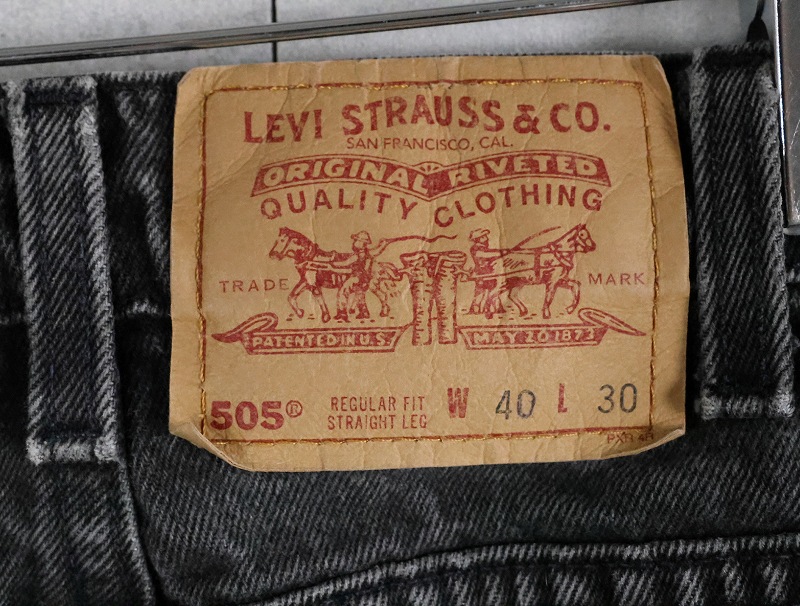 LEVI STRAUSS & CO.
SAN FRANCISCO, CAL.
ORIGINAL RIVETED
QUALITY CLOTHING
TRADE MARK
PATENTED IN U.S. MAY 20 1873
505® REGULAR FIT STRAIGHT LEG W 40 L 30